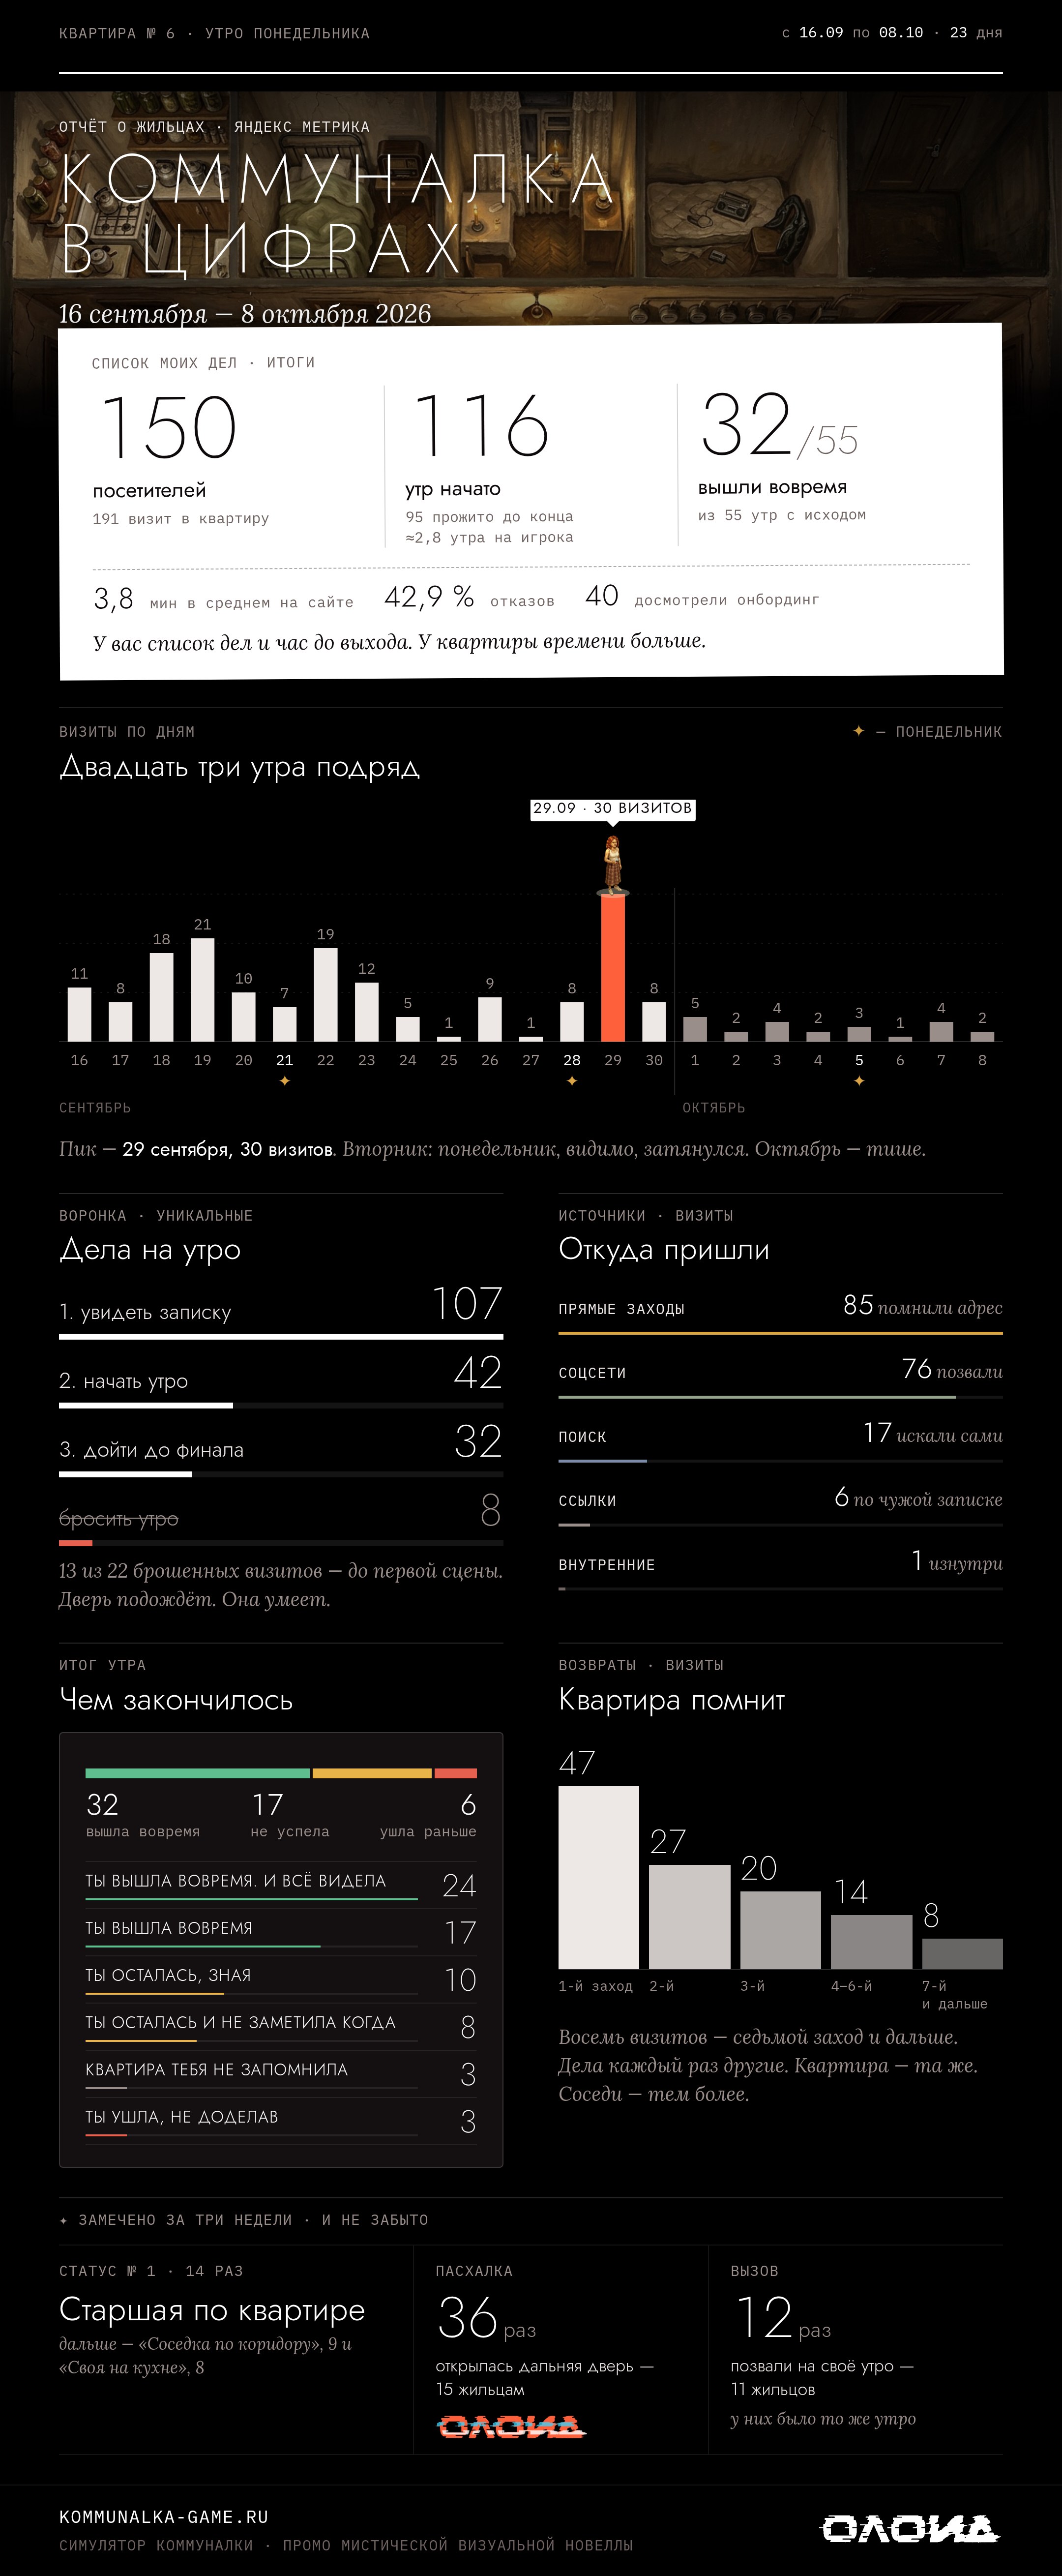 КВАРТИРА № 6 · УТРО ПОНЕДЕЛЬНИКА
с 16.09 по 08.10 · 23 дня
ОТЧЁТ О ЖИЛЬЦАХ · ЯНДЕКС МЕТРИКА
КОММУНАЛКА
В ЦИФРАХ
16 сентября — 8 октября 2026
СПИСОК МОИХ ДЕЛ · ИТОГИ
150
посетителей
191 визит в квартиру
116
утр начато
95 прожито до конца
≈2,8 утра на игрока
32/55
вышли вовремя
из 55 утр с исходом
3,8 мин в среднем на сайте 42,9 % отказов 40 досмотрели онбординг
У вас список дел и час до выхода. У квартиры времени больше.
ВИЗИТЫ ПО ДНЯМ
✦ — ПОНЕДЕЛЬНИК
Двадцать три утра подряд
29.09 · 30 ВИЗИТОВ
11 8 18 21 10 7 19 12 5 1 9 1 8 8 5 2 4 2 3 1 4 2
16 17 18 19 20 21 22 23 24 25 26 27 28 29 30 1 2 3 4 5 6 7 8
✦ ✦ ✦
СЕНТЯБРЬ ОКТЯБРЬ
Пик — 29 сентября, 30 визитов. Вторник: понедельник, видимо, затянулся. Октябрь — тише.
ВОРОНКА · УНИКАЛЬНЫЕ
Дела на утро
1. увидеть записку 107
2. начать утро 42
3. дойти до финала 32
бросить утро 8
13 из 22 брошенных визитов — до первой сцены.
Дверь подождёт. Она умеет.
ИСТОЧНИКИ · ВИЗИТЫ
Откуда пришли
ПРЯМЫЕ ЗАХОДЫ 85 помнили адрес
СОЦСЕТИ 76 позвали
ПОИСК 17 искали сами
ССЫЛКИ 6 по чужой записке
ВНУТРЕННИЕ 1 изнутри
ИТОГ УТРА
Чем закончилось
32 17 6
вышла вовремя не успела ушла раньше
ТЫ ВЫШЛА ВОВРЕМЯ. И ВСЁ ВИДЕЛА 24
ТЫ ВЫШЛА ВОВРЕМЯ 17
ТЫ ОСТАЛАСЬ, ЗНАЯ 10
ТЫ ОСТАЛАСЬ И НЕ ЗАМЕТИЛА КОГДА 8
КВАРТИРА ТЕБЯ НЕ ЗАПОМНИЛА 3
ТЫ УШЛА, НЕ ДОДЕЛАВ 3
ВОЗВРАТЫ · ВИЗИТЫ
Квартира помнит
47 27 20 14 8
1-й заход 2-й 3-й 4–6-й 7-й
и дальше
Восемь визитов — седьмой заход и дальше.
Дела каждый раз другие. Квартира — та же.
Соседи — тем более.
✦ ЗАМЕЧЕНО ЗА ТРИ НЕДЕЛИ · И НЕ ЗАБЫТО
СТАТУС № 1 · 14 РАЗ
Старшая по квартире
дальше — «Соседка по коридору», 9 и
«Своя на кухне», 8
ПАСХАЛКА
36 раз
открылась дальняя дверь —
15 жильцам
ОЛОИД
ВЫЗОВ
12 раз
позвали на своё утро —
11 жильцов
у них было то же утро
KOMMUNALKA-GAME.RU
СИМУЛЯТОР КОММУНАЛКИ · ПРОМО МИСТИЧЕСКОЙ ВИЗУАЛЬНОЙ НОВЕЛЛЫ
ОЛОИД